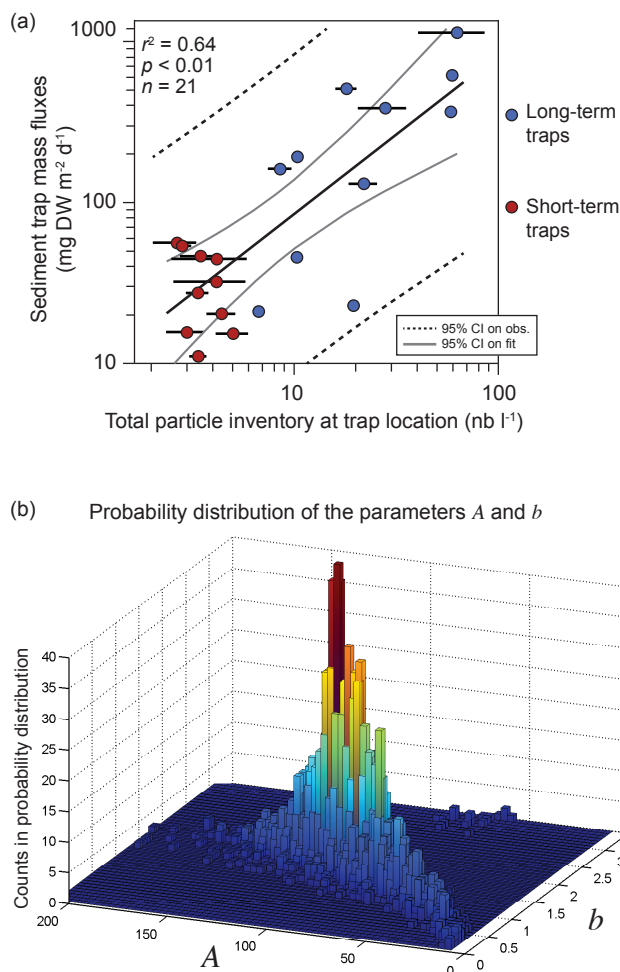 (a)
1000
100
10
r² = 0.64
p < 0.01
n = 21
Sediment trap mass fluxes
(mg DW m⁻² d⁻¹)
Long-term
traps
Short-term
traps
95% CI on obs.
95% CI on fit
10
100
Total particle inventory at trap location (nb l⁻¹)
(b)
Probability distribution of the parameters A and b
Counts in probability distribution
40
35
30
25
20
15
10
5
0
200
150
100
50
0
A
0
0.5
1
1.5
2
2.5
3
b